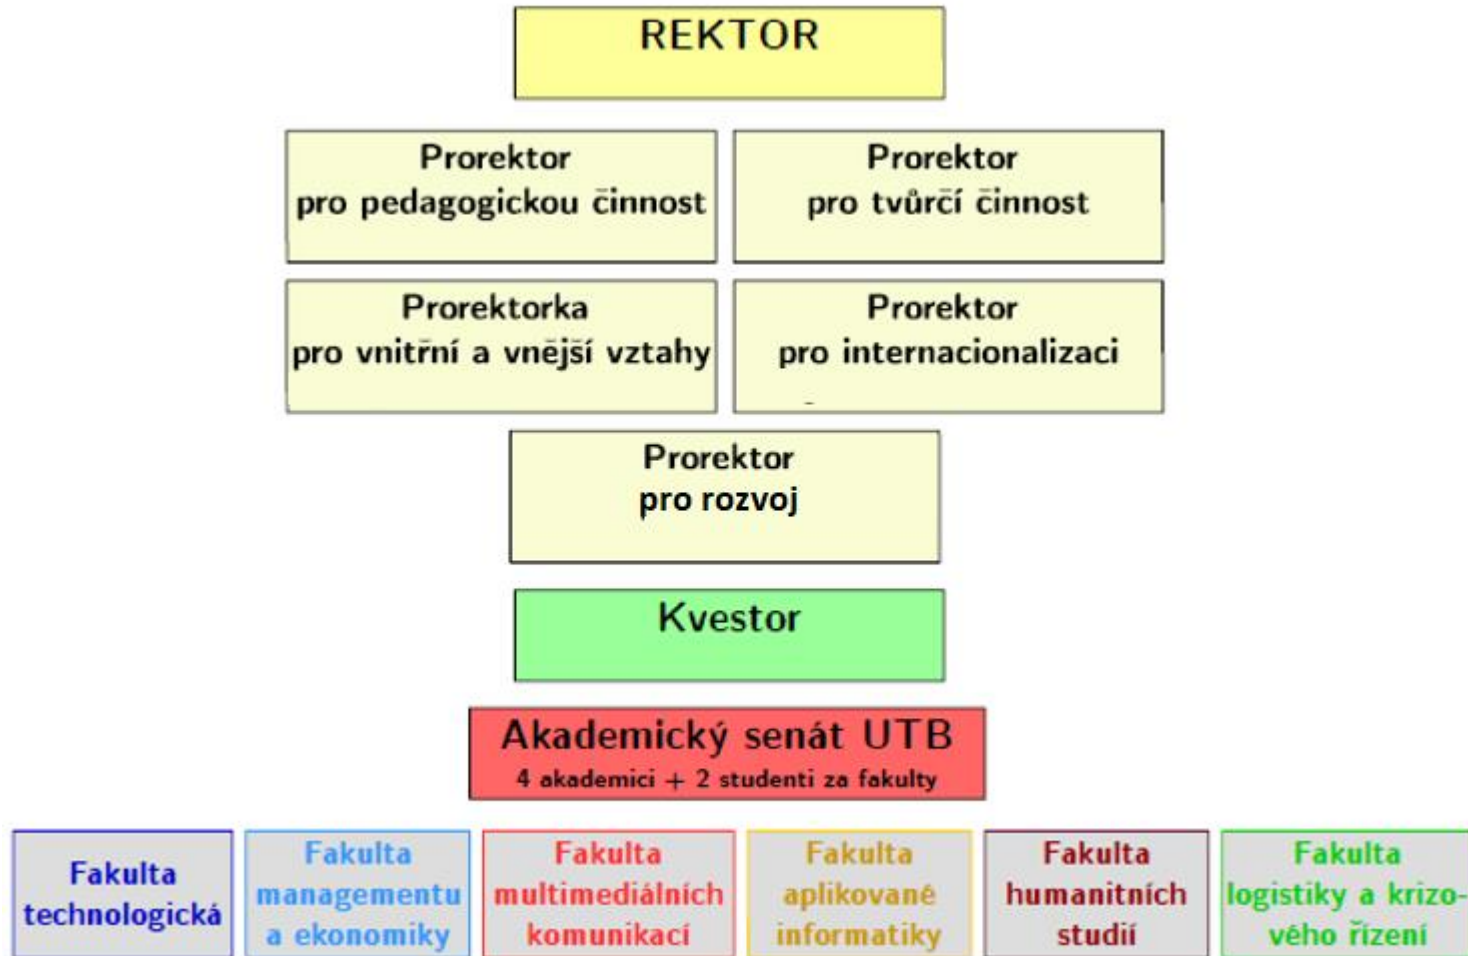 REKTOR
Prorektor
pro pedagogickou činnost
Prorektor
pro tvůrčí činnost
Prorektorka
pro vnitřní a vnější vztahy
Prorektor
pro internacionalizaci
Prorektor
pro rozvoj
Kvestor
Akademický senát UTB
4 akademici + 2 studenti za fakulty
Fakulta
technologická
Fakulta
managementu
a ekonomiky
Fakulta
multimediálních
komunikací
Fakulta
aplikované
informatiky
Fakulta
humanitních
studií
Fakulta
logistiky a krizo-
vého řízení